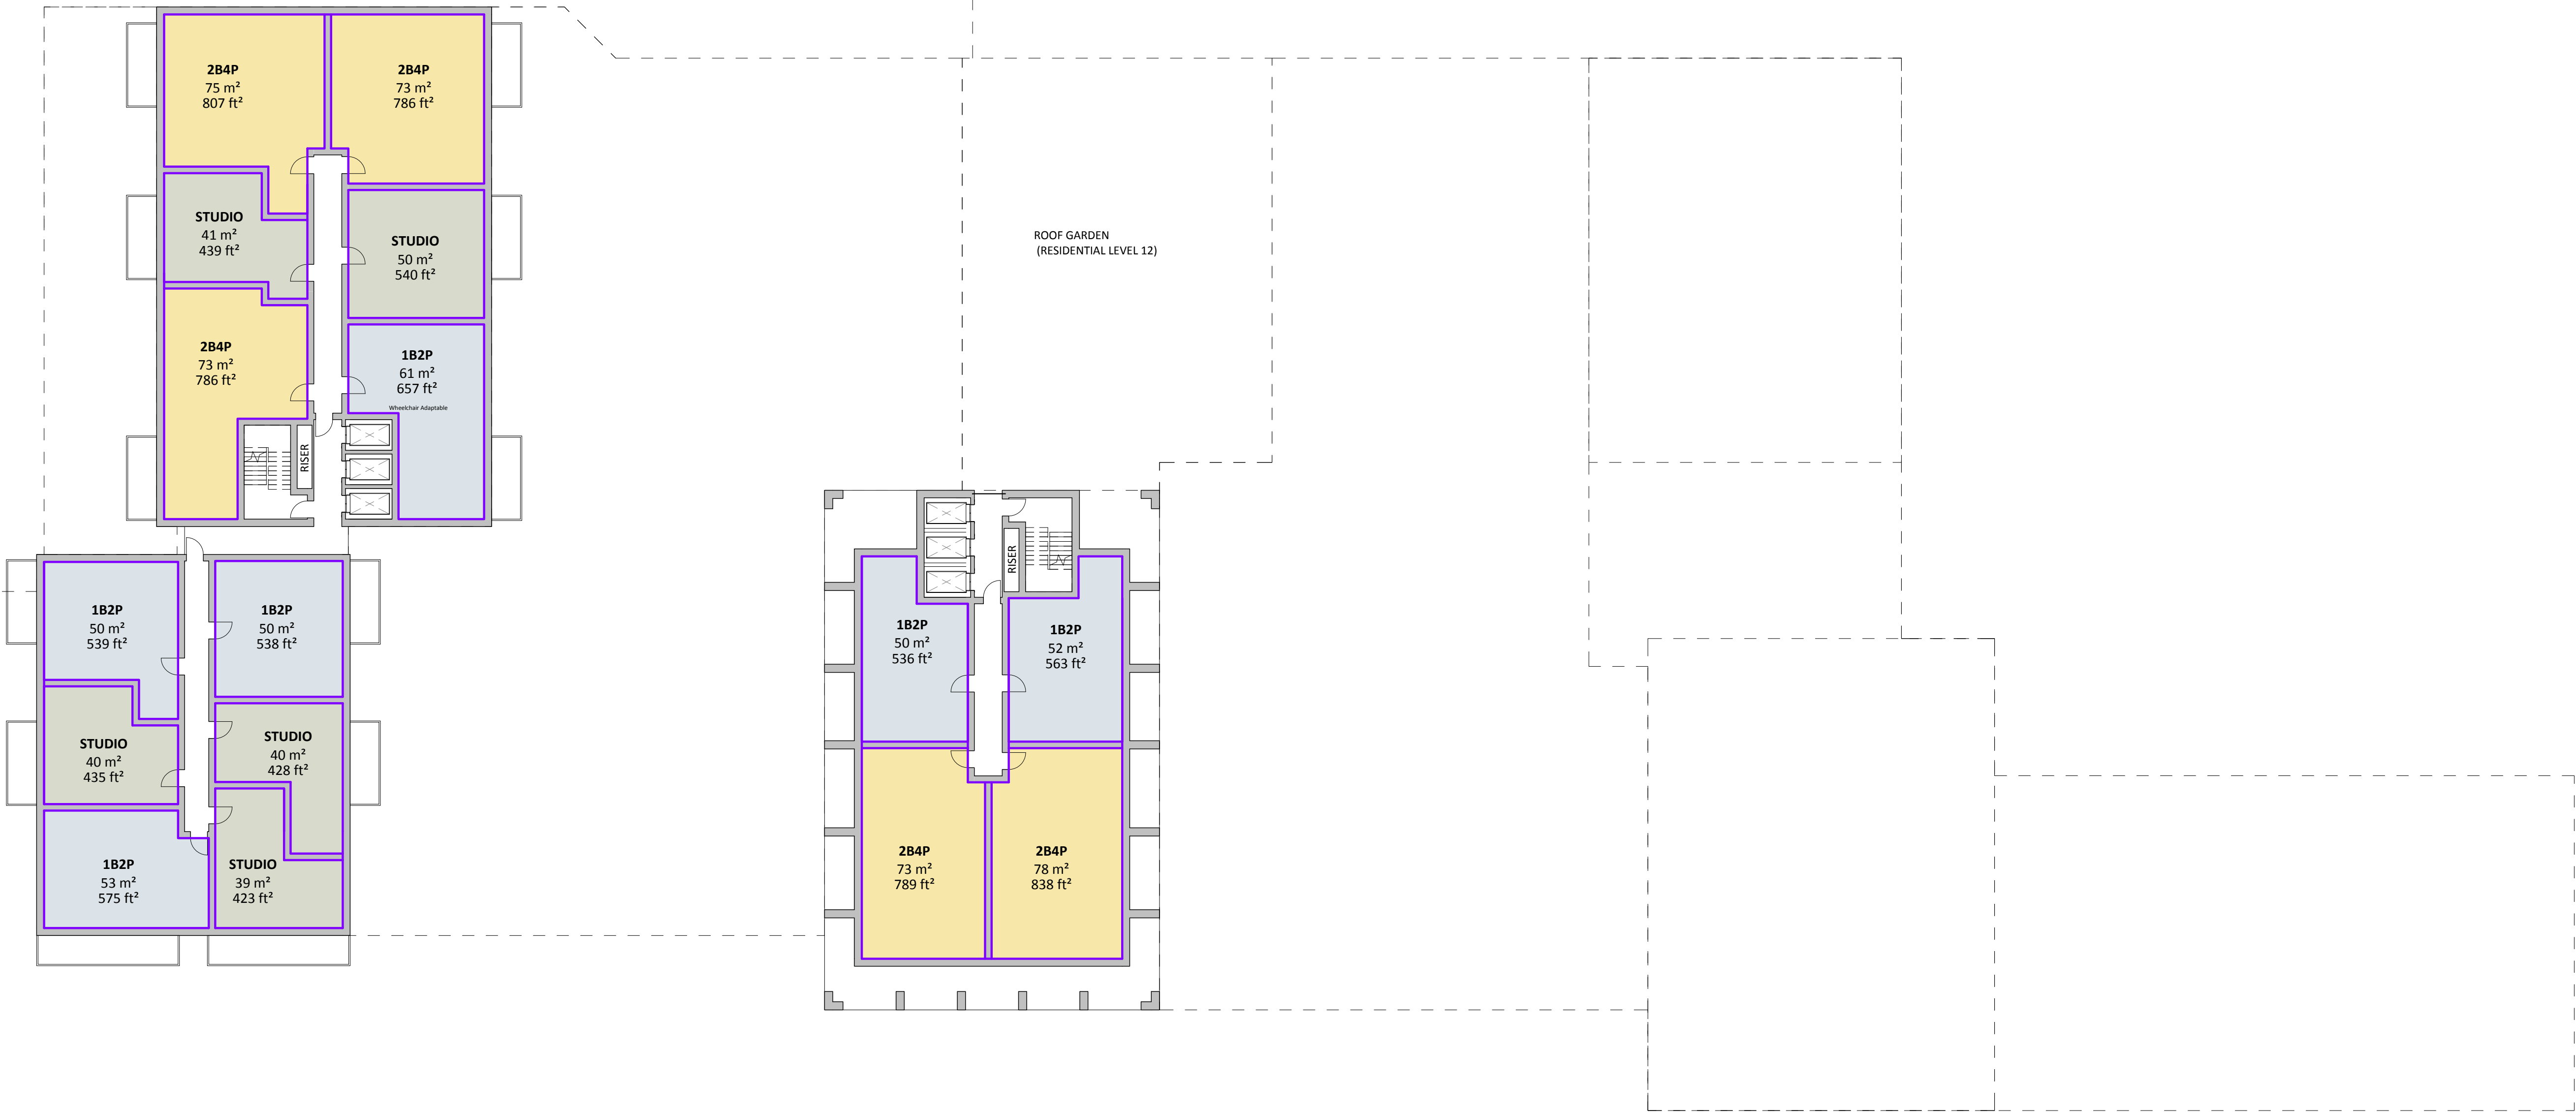 2B4P
75 m²
807 ft²
2B4P
73 m²
786 ft²
STUDIO
41 m²
439 ft²
STUDIO
50 m²
540 ft²
2B4P
73 m²
786 ft²
1B2P
61 m²
657 ft²
Wheelchair Adaptable
RISER
ROOF GARDEN
(RESIDENTIAL LEVEL 12)
1B2P
50 m²
539 ft²
1B2P
50 m²
538 ft²
STUDIO
40 m²
435 ft²
STUDIO
40 m²
428 ft²
1B2P
53 m²
575 ft²
STUDIO
39 m²
423 ft²
RISER
1B2P
50 m²
536 ft²
1B2P
52 m²
563 ft²
2B4P
73 m²
789 ft²
2B4P
78 m²
838 ft²